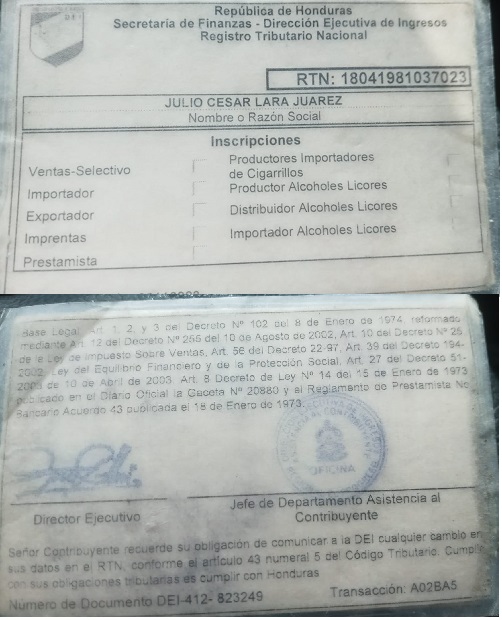 República de Honduras
Secretaría de Finanzas - Dirección Ejecutiva de Ingresos
Registro Tributario Nacional
RTN: 18041981037023
JULIO CESAR LARA JUAREZ
Nombre o Razón Social
Inscripciones
Ventas-Selectivo
Importador
Exportador
Imprentas
Prestamista
Productores Importadores
de Cigarrillos
Productor Alcoholes Licores
Distribuidor Alcoholes Licores
Importador Alcoholes Licores
Base Legal: Art. 1, 2, y 3 del Decreto Nº 102 del 8 de Enero de 1974 reformado
mediante Art. 12 del Decreto Nº 255 del 10 de Agosto de 2002, Art. 10 del Decreto Nº 25
de la Ley de Impuesto Sobre Ventas, Art. 56 del Decreto 22-97, Art. 39 del Decreto 194-
2002, Ley del Equilibrio Financiero y de la Protección Social, Art. 27 del Decreto 51-
2003 de 10 de Abril de 2003. Art. 8 Decreto de Ley Nº 14 del 15 de Enero de 1973
publicado en el Diario Oficial la Gaceta Nº 20880 y el Reglamento de Prestamista No
Bancario Acuerdo 43 publicada el 18 de Enero de 1973.
OFICINA
Director Ejecutivo
Jefe de Departamento Asistencia al
Contribuyente
Señor Contribuyente recuerde su obligación de comunicar a la DEI cualquier cambio en
sus datos en el RTN, conforme el artículo 43 numeral 5 del Código Tributario. Cumplir
con sus obligaciones tributarias es cumplir con Honduras
Número de Documento DEI-412- 823249
Transacción: A02BA5